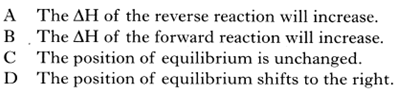 A The ΔH of the reverse reaction will increase.
B The ΔH of the forward reaction will increase.
C The position of equilibrium is unchanged.
D The position of equilibrium shifts to the right.